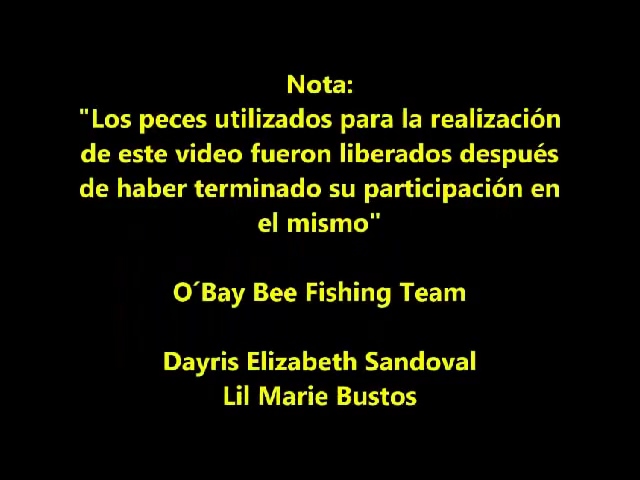 Nota:
"Los peces utilizados para la realización
de este video fueron liberados después
de haber terminado su participación en
el mismo"
O´Bay Bee Fishing Team
Dayris Elizabeth Sandoval
Lil Marie Bustos